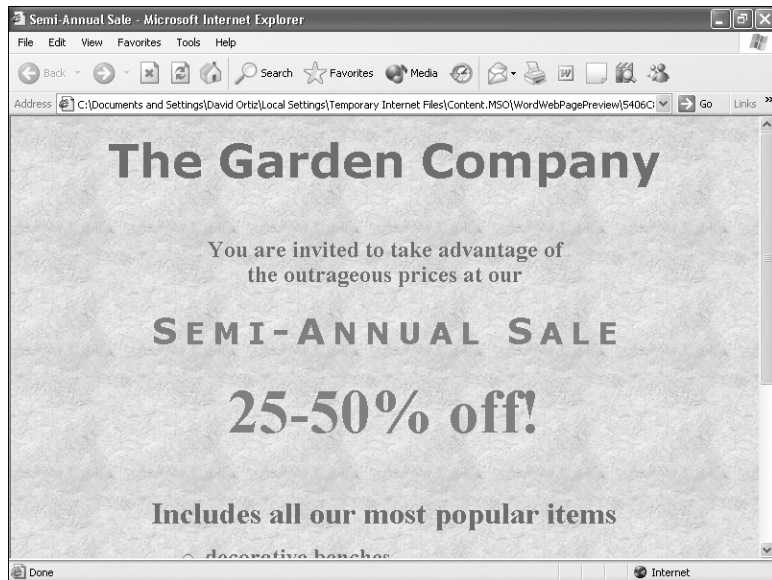 Semi-Annual Sale - Microsoft Internet Explorer
File Edit View Favorites Tools Help
Back Search Favorites Media
Address C:\Documents and Settings\David Ortiz\Local Settings\Temporary Internet Files\Content.MSO\WordWebPagePreview\5406C Go Links »
The Garden Company
You are invited to take advantage of
the outrageous prices at our
SEMI-ANNUAL SALE
25-50% off!
Includes all our most popular items
decorative benches
Done Internet